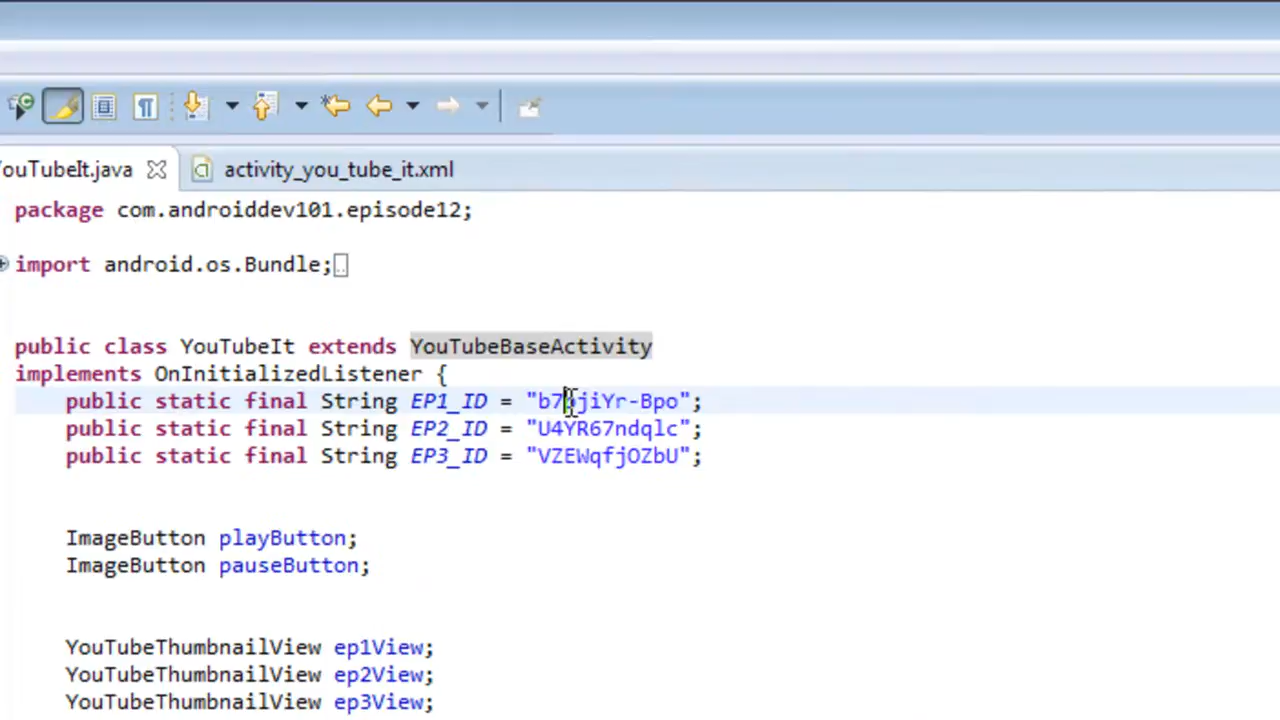 ouTubeIt.java
activity_you_tube_it.xml
package com.androiddev101.episode12;
import android.os.Bundle;
public class YouTubeIt extends YouTubeBaseActivity
implements OnInitializedListener {
public static final String EP1_ID =
public static final String EP2_ID = "U4YR67ndqlc";
public static final String EP3_ID = "VZEWqfjOZbU";
ImageButton playButton;
ImageButton pauseButton;
YouTubeThumbnailView ep1View;
YouTubeThumbnailView ep2View;
YouTubeThumbnailView ep3View;